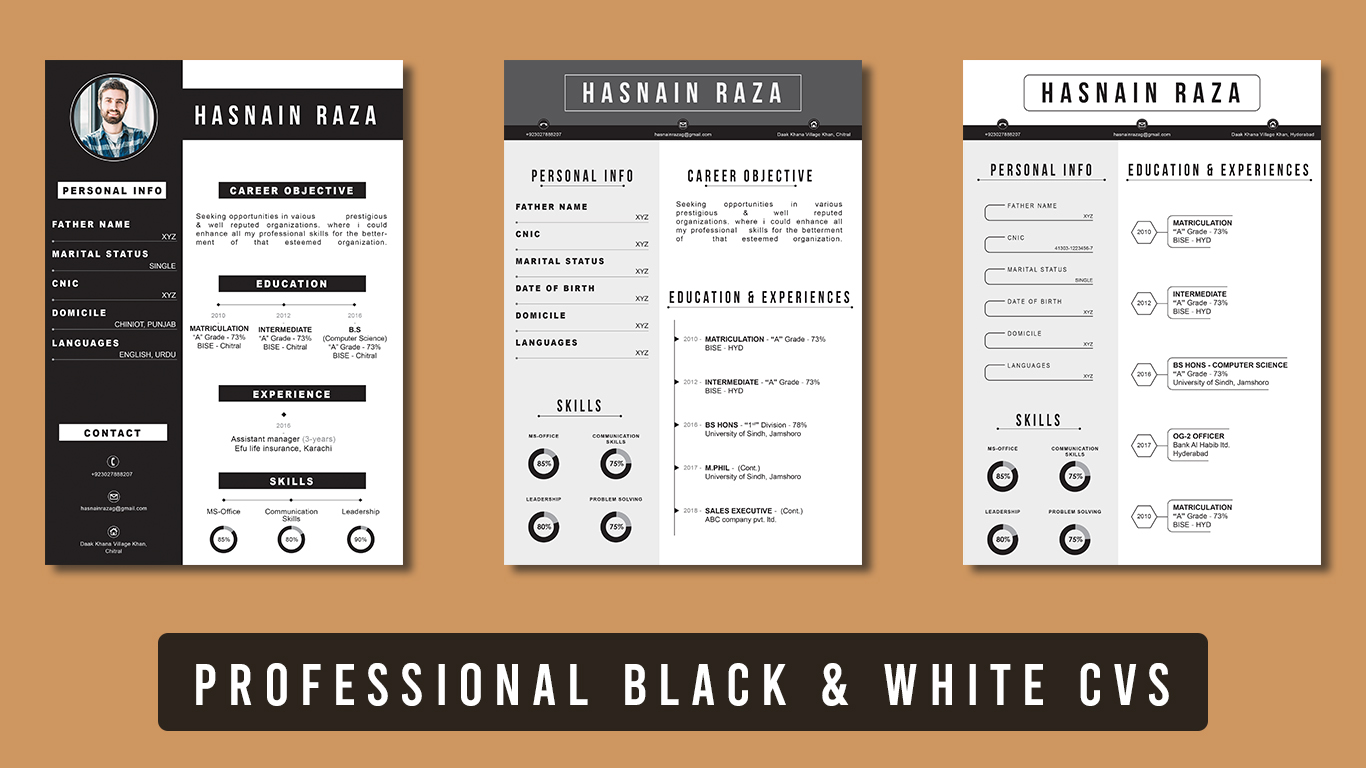 HASNAIN RAZA
PERSONAL INFO
FATHER NAME
XYZ
MARITAL STATUS
SINGLE
CNIC
XYZ
DOMICILE
CHINIOT, PUNJAB
LANGUAGES
ENGLISH, URDU
CONTACT
+923027888207
hasnainrazag@gmail.com
Daak Khana Village Khan,
Chitral
CAREER OBJECTIVE
Seeking opportunities in vaious prestigious
& well reputed organizations. where i could
enhance all my professional skills for the better-
ment of that esteemed organization.
EDUCATION
2010 2012 2016
MATRICULATION
"A" Grade - 73%
BISE - Chitral
INTERMEDIATE
"A" Grade - 73%
BISE - Chitral
B.S
(Computer Science)
"A" Grade - 73%
BISE - Chitral
EXPERIENCE
2016
Assistant manager (3-years)
Efu life insurance, Karachi
SKILLS
MS-Office
Communication
Skills
Leadership
85% 80% 90%
HASNAIN RAZA
+923027888207 hasnainrazag@gmail.com Daak Khana Village Khan, Chitral
PERSONAL INFO
FATHER NAME
XYZ
CNIC
XYZ
MARITAL STATUS
XYZ
DATE OF BIRTH
XYZ
DOMICILE
XYZ
LANGUAGES
XYZ
SKILLS
MS-OFFICE
COMMUNICATION
SKILLS
85% 75%
LEADERSHIP PROBLEM SOLVING
80% 75%
CAREER OBJECTIVE
Seeking opportunities in various
prestigious & well reputed
organizations. where i could enhance all
my professional skills for the betterment
of that esteemed organization.
EDUCATION & EXPERIENCES
2010 - MATRICULATION - "A" Grade - 73%
BISE - HYD
2012 - INTERMEDIATE - "A" Grade - 73%
BISE - HYD
2016 - BS HONS - "1st" Division - 78%
University of Sindh, Jamshoro
2017 - M.PHIL - (Cont.)
University of Sindh, Jamshoro
2018 - SALES EXECUTIVE - (Cont.)
ABC company pvt. ltd.
HASNAIN RAZA
+923027888207 hasnainrazag@gmail.com Daak Khana Village Khan, Hyderabad
PERSONAL INFO
FATHER NAME
XYZ
CNIC
41303-1223456-7
MARITAL STATUS
SINGLE
DATE OF BIRTH
XYZ
DOMICILE
XYZ
LANGUAGES
XYZ
SKILLS
MS-OFFICE
COMMUNICATION
SKILLS
85% 75%
LEADERSHIP PROBLEM SOLVING
80% 75%
EDUCATION & EXPERIENCES
2010
MATRICULATION
"A" Grade - 73%
BISE - HYD
2012
INTERMEDIATE
"A" Grade - 73%
BISE - HYD
2016
BS HONS - COMPUTER SCIENCE
"A" Grade - 73%
University of Sindh, Jamshoro
2017
OG-2 OFFICER
Bank Al Habib ltd.
Hyderabad
2010
MATRICULATION
"A" Grade - 73%
BISE - HYD
PROFESSIONAL BLACK & WHITE CVS